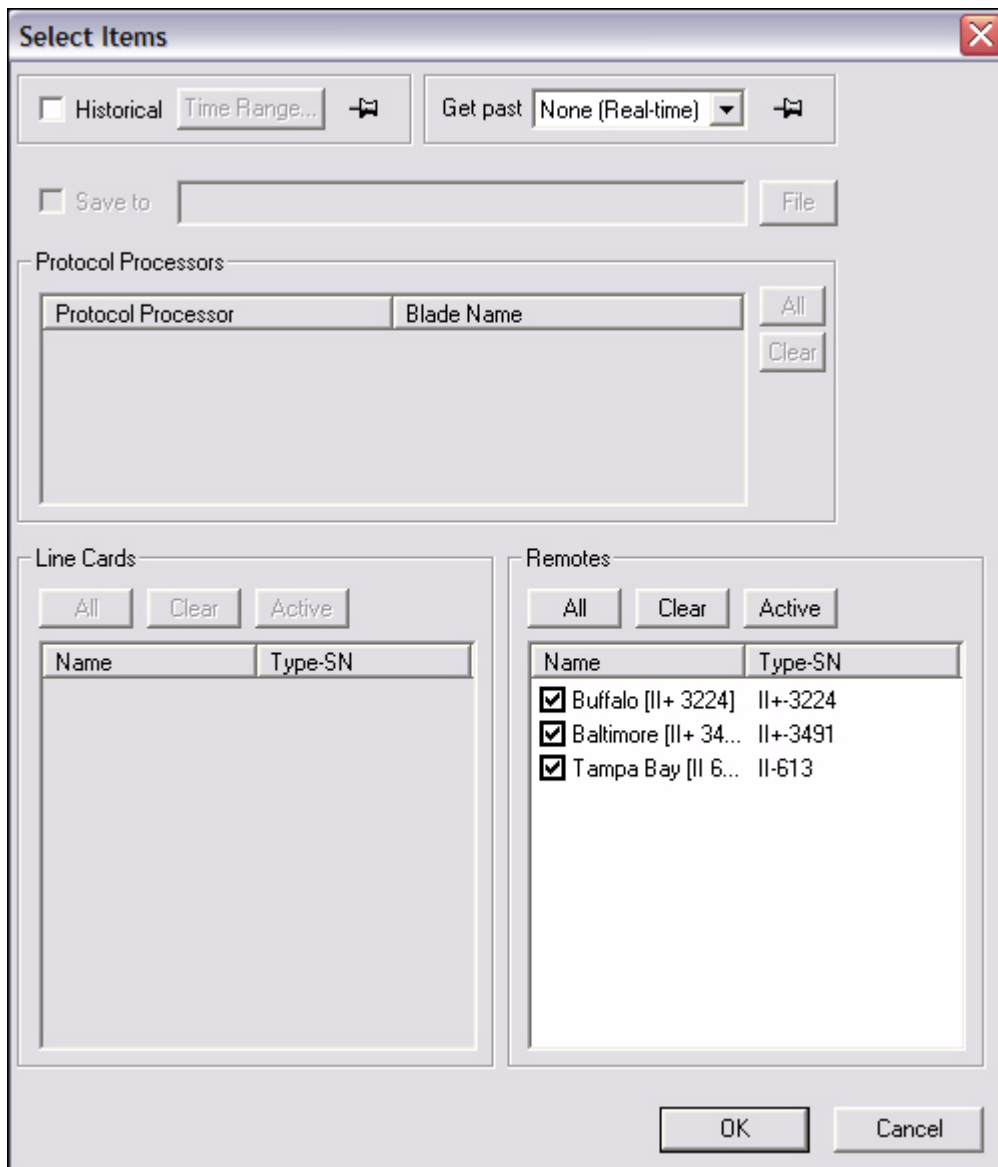 Select Items
Historical Time Range... Get past None (Real-time)
Save to File
Protocol Processors
Protocol Processor Blade Name
All
Clear
Line Cards
All Clear Active
Name Type-SN
Remotes
All Clear Active
Name Type-SN
Buffalo [II+ 3224] II+-3224
Baltimore [II+ 34... II+-3491
Tampa Bay [II 6... II-613
OK Cancel